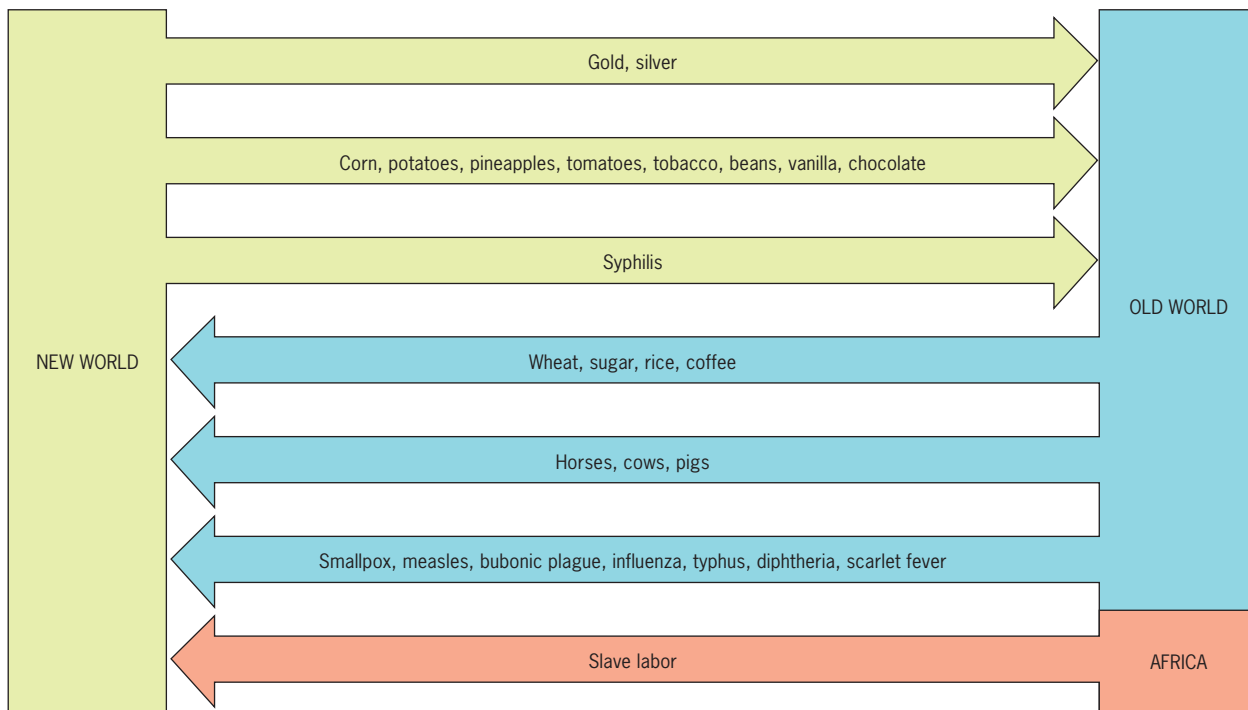 Gold, silver
Corn, potatoes, pineapples, tomatoes, tobacco, beans, vanilla, chocolate
Syphilis
OLD WORLD
NEW WORLD
Wheat, sugar, rice, coffee
Horses, cows, pigs
Smallpox, measles, bubonic plague, influenza, typhus, diphtheria, scarlet fever
Slave labor
AFRICA